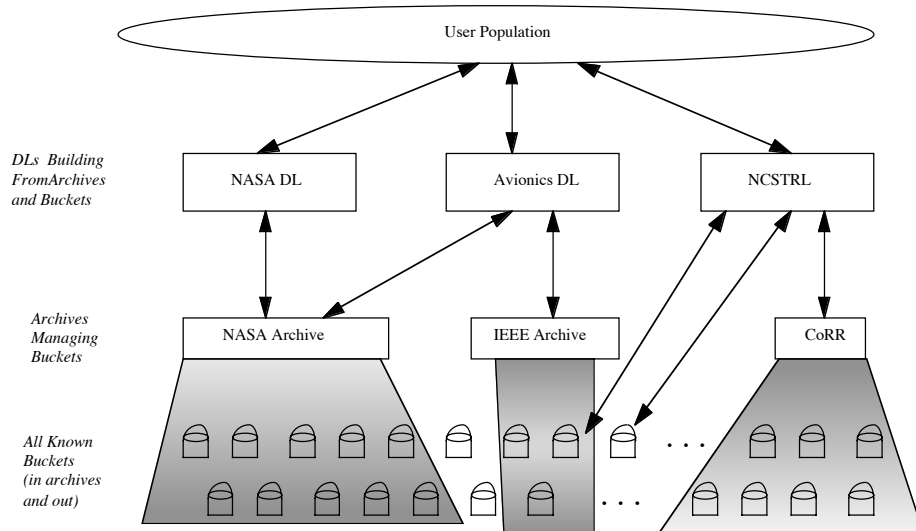 User Population
DLs Building
FromArchives
and Buckets
NASA DL
Avionics DL
NCSTRL
Archives
Managing
Buckets
NASA Archive
IEEE Archive
CoRR
All Known
Buckets
(in archives
and out)
. . .
. . .